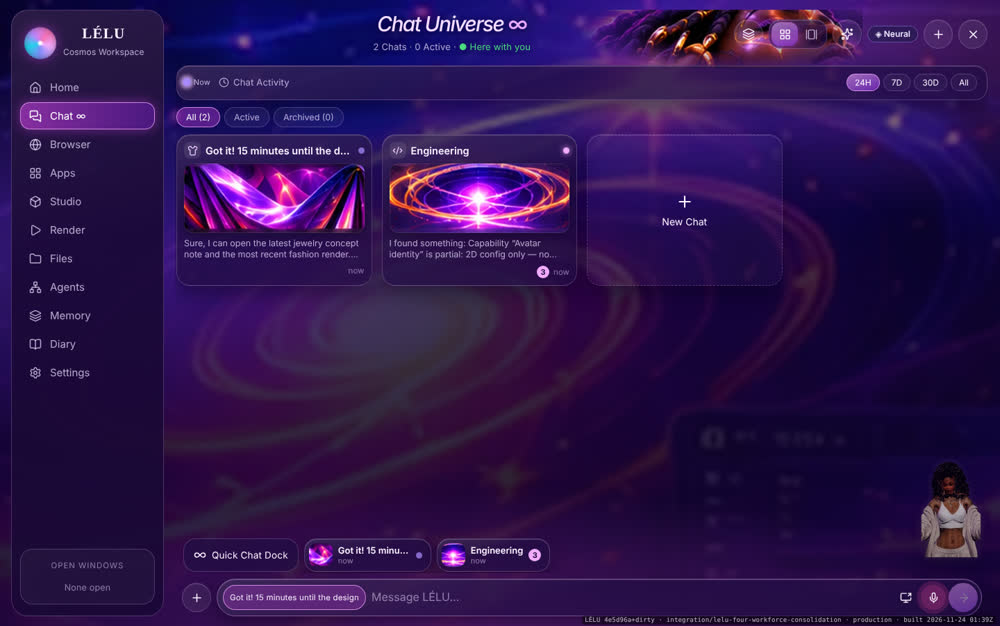 LÉLU
Cosmos Workspace
Home
Chat ∞
Browser
Apps
Studio
Render
Files
Agents
Memory
Diary
Settings
OPEN WINDOWS
None open
Chat Universe ∞
2 Chats · 0 Active · Here with you
Neural
Now
Chat Activity
24H
7D
30D
All
All (2)
Active
Archived (0)
Got it! 15 minutes until the d...
Sure, I can open the latest jewelry concept
note and the most recent fashion render....
now
Engineering
I found something: Capability “Avatar
identity” is partial: 2D config only — no...
3 now
New Chat
∞ Quick Chat Dock
Got it! 15 minu...
now
Engineering
now
3
Got it! 15 minutes until the design
Message LÉLU...
LÉLU 4e5d96a+dirty · integration/lelu-four-workforce-consolidation · production · built 2026-11-24 01:39Z